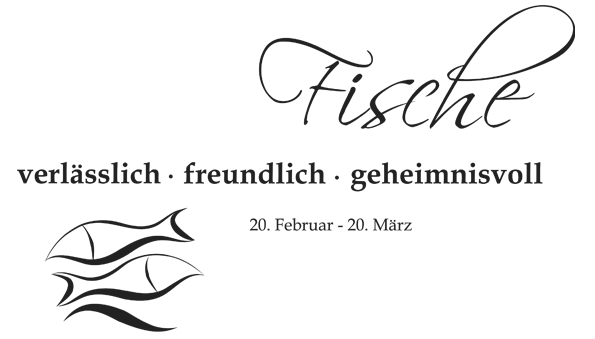 Fische
verlässlich · freundlich · geheimnisvoll
20. Februar - 20. März